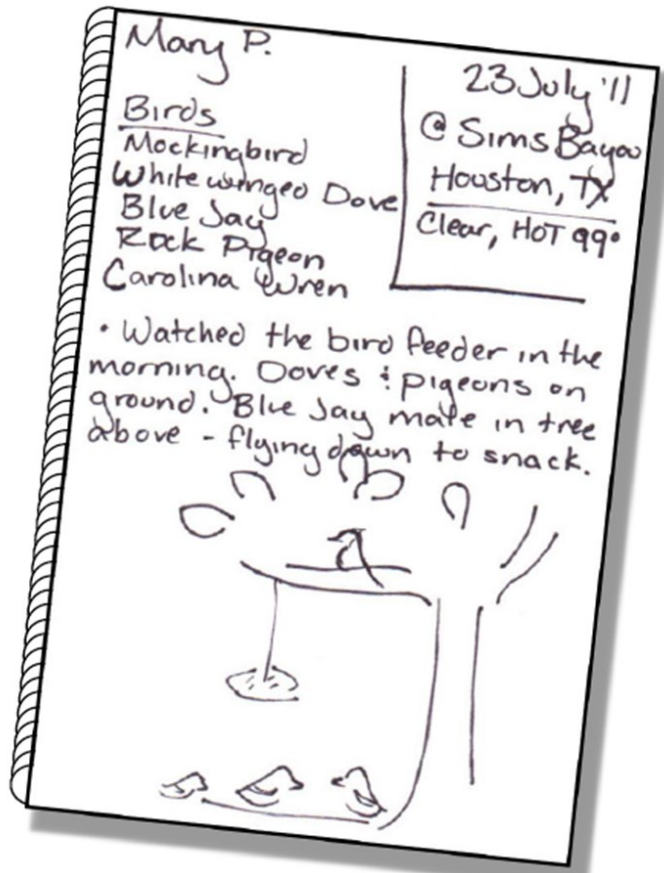 Mary P.
23 July '11
@ Sims Bayou
Houston, TX
Clear, HOT 99°
Birds
Mockingbird
White winged Dove
Blue Jay
Rock Pigeon
Carolina Wren
• Watched the bird feeder in the
morning. Doves & pigeons on
ground. Blue Jay male in tree
above - flying down to snack.